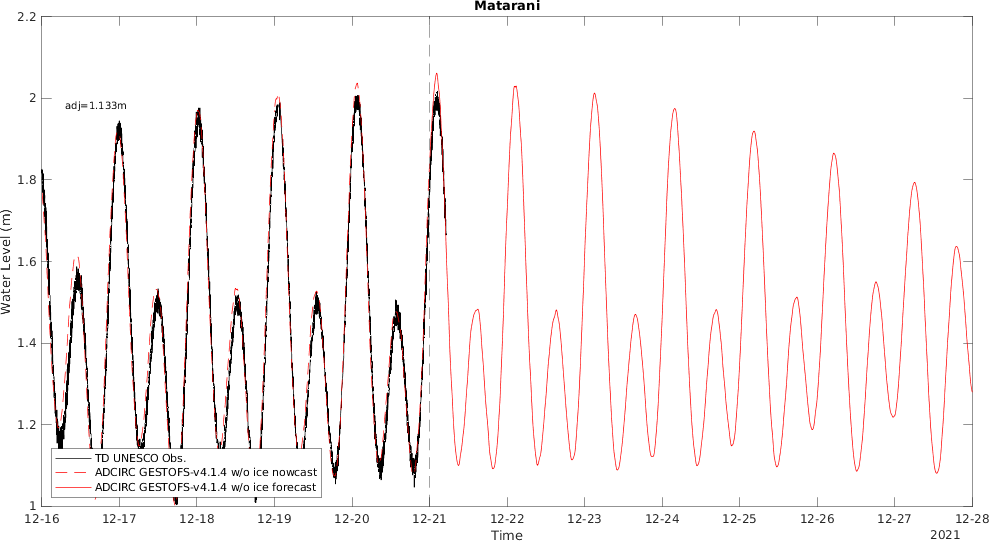 Matarani
2.2
2
adj=1.133m
1.8
1.6
1.4
1.2
1
Water Level (m)
TD UNESCO Obs.
ADCIRC GESTOFS-v4.1.4 w/o ice nowcast
ADCIRC GESTOFS-v4.1.4 w/o ice forecast
12-16 12-17 12-18 12-19 12-20 12-21 12-22 12-23 12-24 12-25 12-26 12-27 12-28
Time
2021